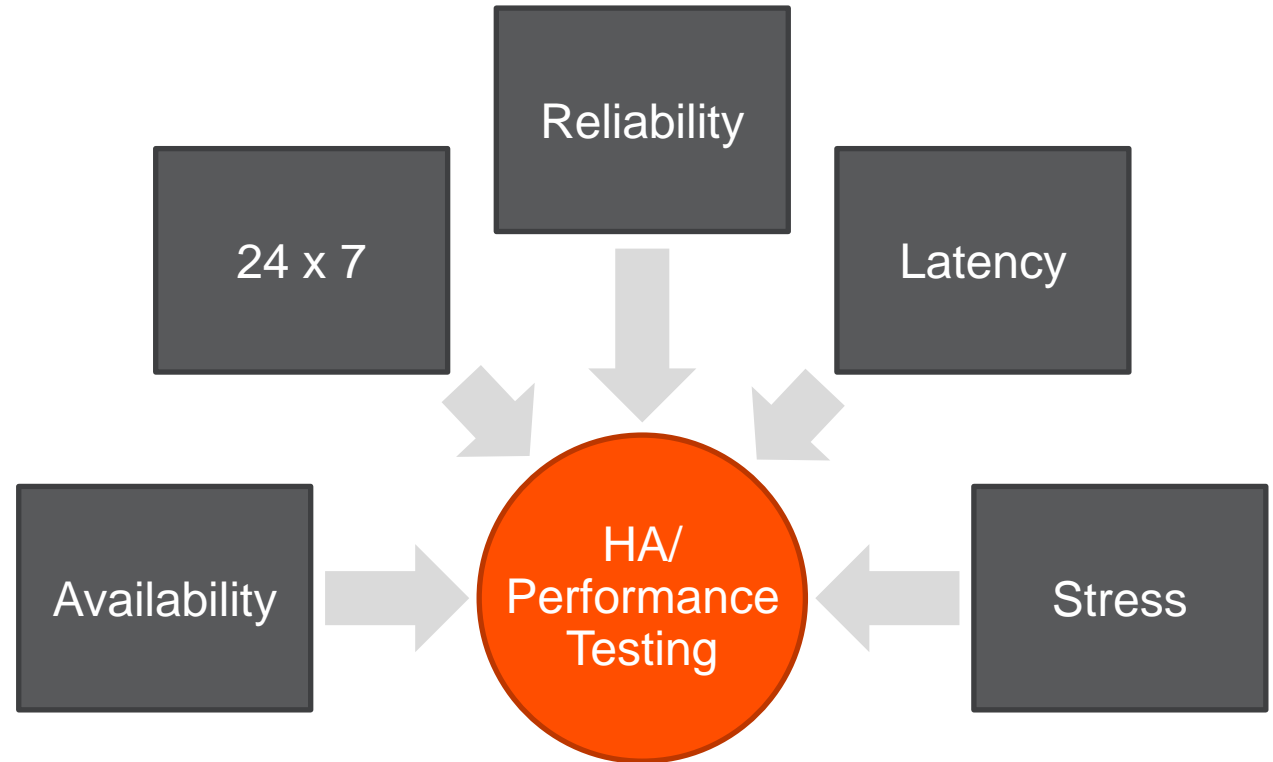 Reliability
24 x 7
Latency
Availability
HA/
Performance
Testing
Stress